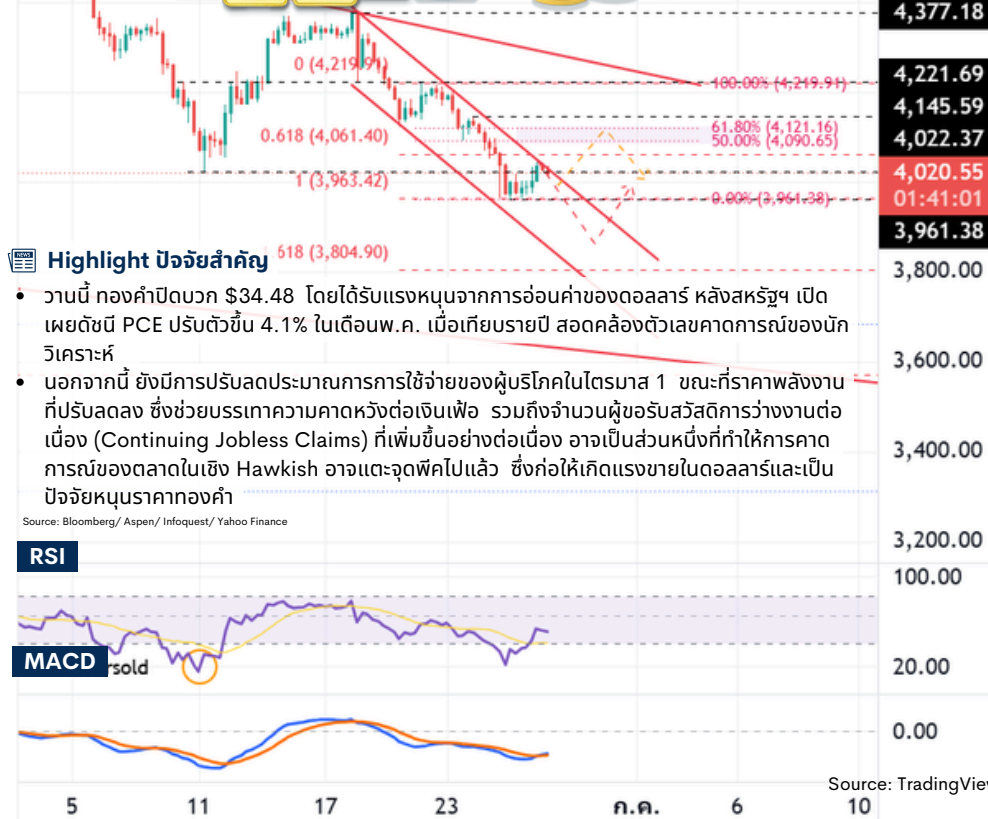 4,377.18
0 (4,219.91)
4,221.69
100.00% (4,219.91)
4,145.59
61.80% (4,121.16)
0.618 (4,061.40)
50.00% (4,090.65)
4,022.37
4,020.55
1 (3,963.42)
01:41:01
0.00% (3,961.38)
3,961.38
NEWS
Highlight ปัจจัยสำคัญ
618 (3,804.90)
3,800.00
วานนี้ ทองคำปิดบวก $34.48 โดยได้รับแรงหนุนจากการอ่อนค่าของดอลลาร์ หลังสหรัฐฯ เปิด
เผยดัชนี PCE ปรับตัวขึ้น 4.1% ในเดือนพ.ค. เมื่อเทียบรายปี สอดคล้องตัวเลขคาดการณ์ของนัก
วิเคราะห์
3,600.00
นอกจากนี้ ยังมีการปรับลดประมาณการการใช้จ่ายของผู้บริโภคในไตรมาส 1 ขณะที่ราคาพลังงาน
ที่ปรับลดลง ซึ่งช่วยบรรเทาความคาดหวังต่อเงินเฟ้อ รวมถึงจำนวนผู้ขอรับสวัสดิการว่างงานต่อ
เนื่อง (Continuing Jobless Claims) ที่เพิ่มขึ้นอย่างต่อเนื่อง อาจเป็นส่วนหนึ่งที่ทำให้การคาด
3,400.00
การณ์ของตลาดในเชิง Hawkish อาจแตะจุดพีคไปแล้ว ซึ่งก่อให้เกิดแรงขายในดอลลาร์และเป็น
ปัจจัยหนุนราคาทองคำ
Source: Bloomberg/ Aspen/ Infoquest/ Yahoo Finance
3,200.00
RSI
100.00
MACD
rsold
20.00
0.00
Source: TradingView
5 11 17 23 ก.ค. 6 10